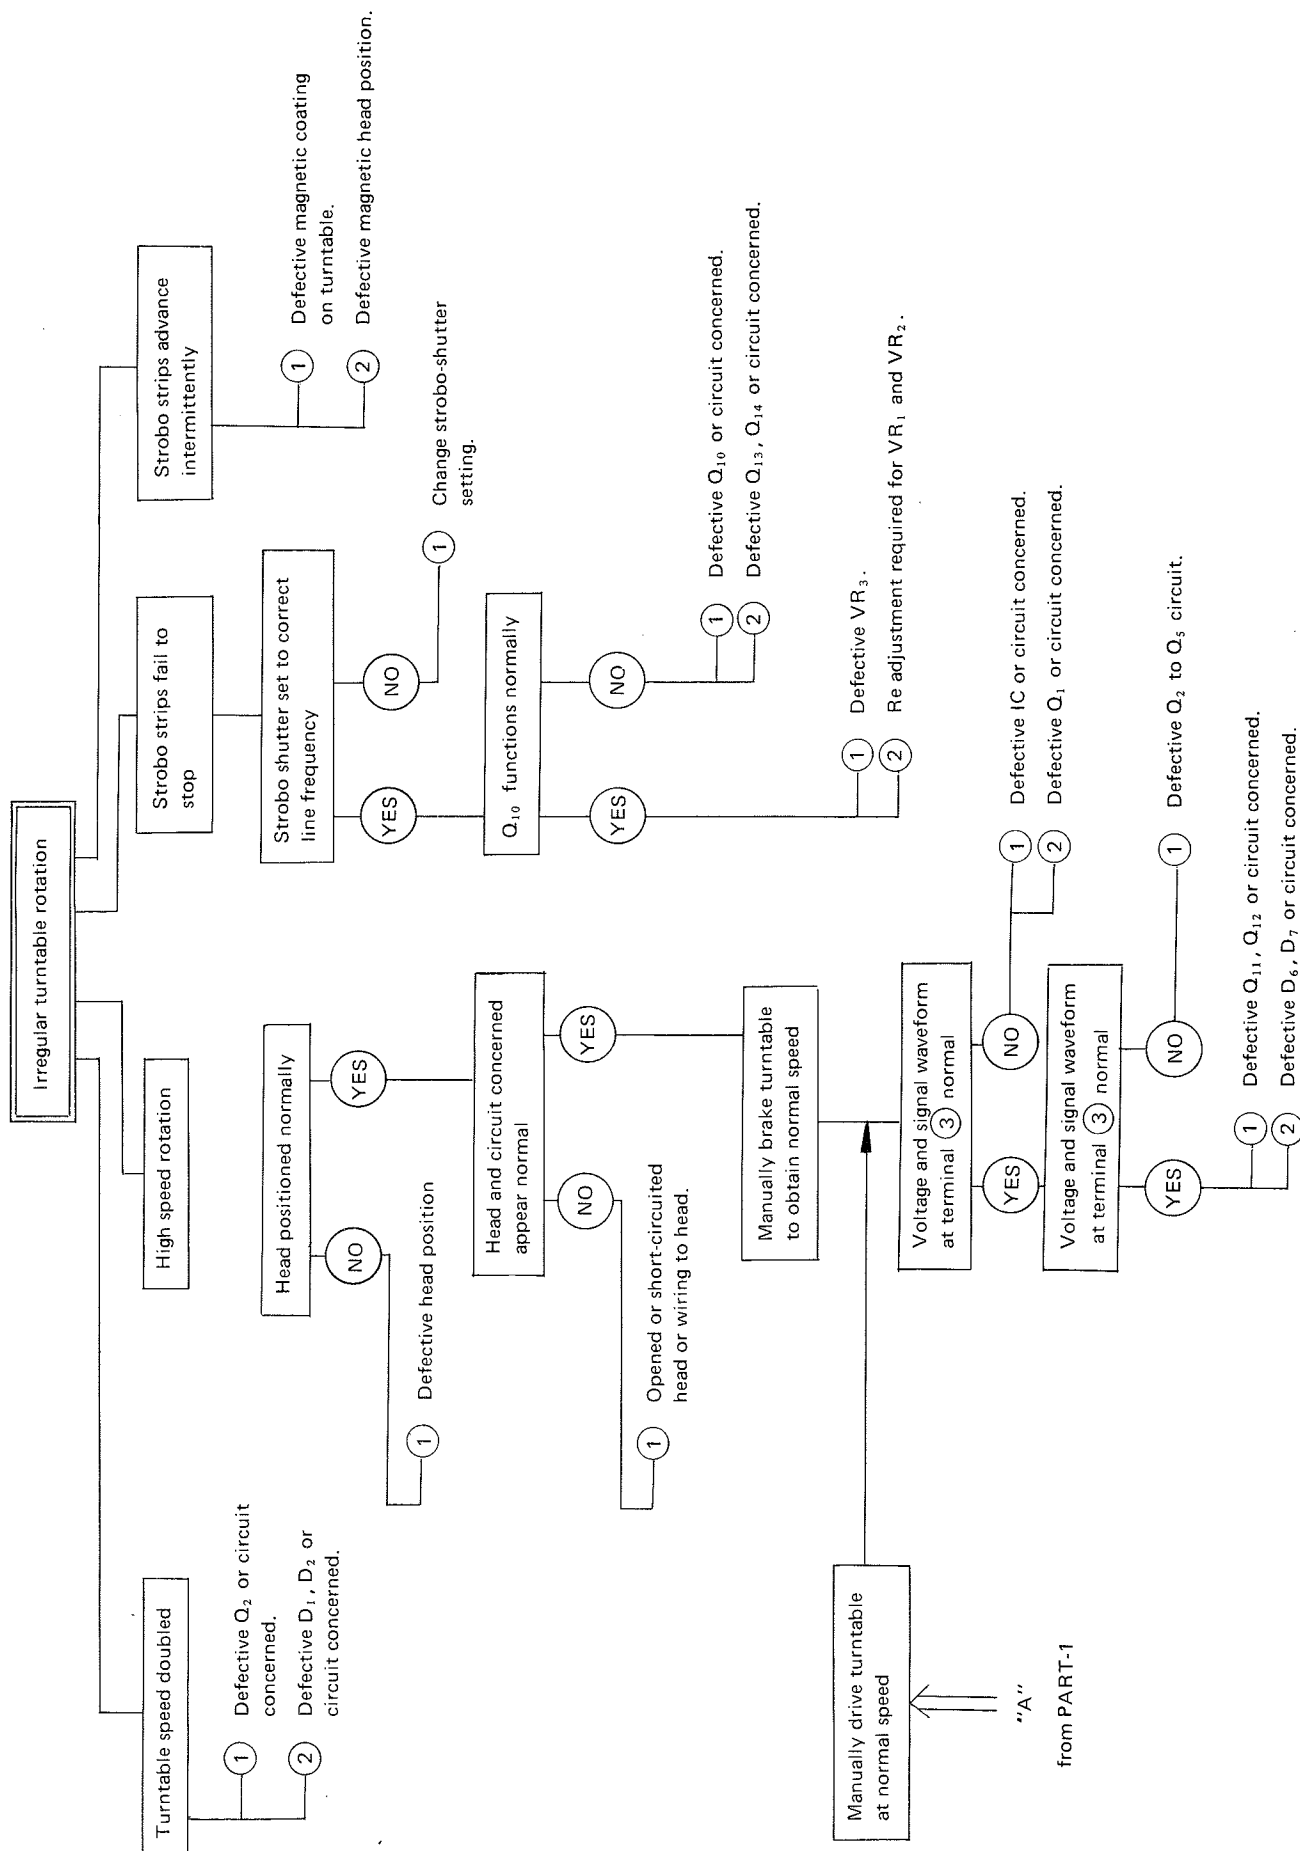 Irregular turntable rotation
Turntable speed doubled
1 Defective Q₂ or circuit
concerned.
2 Defective D₁, D₂ or
circuit concerned.
High speed rotation
Head positioned normally
NO
YES
1 Defective head position
Head and circuit concerned
appear normal
NO
YES
1 Opened or short-circuited
head or wiring to head.
Manually brake turntable
to obtain normal speed
Manually drive turntable
at normal speed
"A"
from PART-1
Voltage and signal waveform
at terminal 3 normal
YES
NO
1 Defective IC or circuit concerned.
2 Defective Q₁ or circuit concerned.
Voltage and signal waveform
at terminal 3 normal
YES
NO
1 Defective Q₂ to Q₅ circuit.
1 Defective Q₁₁, Q₁₂ or circuit concerned.
2 Defective D₆, D₇ or circuit concerned.
Strobo strips fail to
stop
Strobo shutter set to correct
line frequency
YES
NO
1 Change strobo-shutter
setting.
Q₁₀ functions normally
YES
NO
1 Defective Q₁₀ or circuit concerned.
2 Defective Q₁₃, Q₁₄ or circuit concerned.
1 Defective VR₃.
2 Re adjustment required for VR₁ and VR₂.
Strobo strips advance
intermittently
1 Defective magnetic coating
on turntable.
2 Defective magnetic head position.